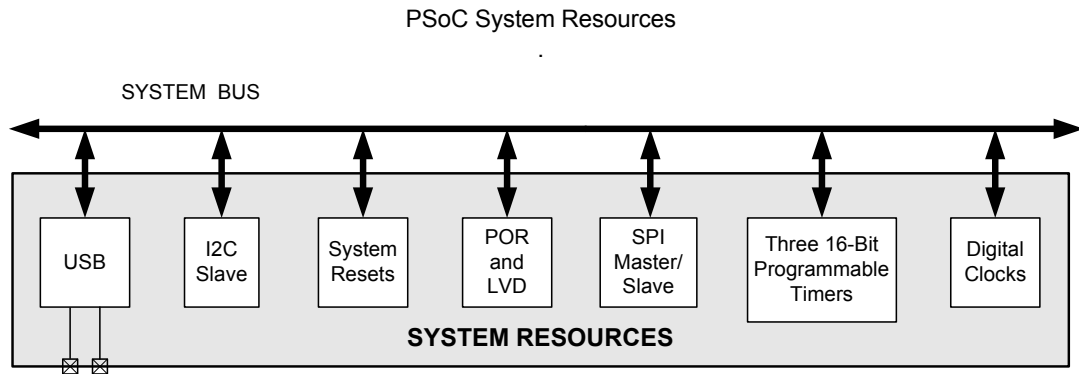 PSoC System Resources
.
SYSTEM BUS
USB
I2C
Slave
System
Resets
POR
and
LVD
SPI
Master/
Slave
Three 16-Bit
Programmable
Timers
Digital
Clocks
SYSTEM RESOURCES